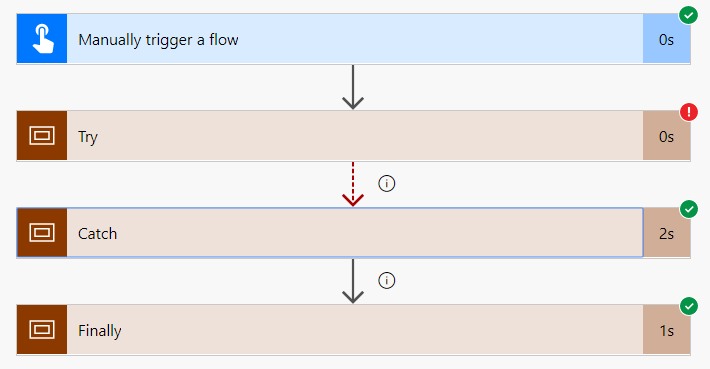 Manually trigger a flow 0s
Try 0s
Catch 2s
Finally 1s